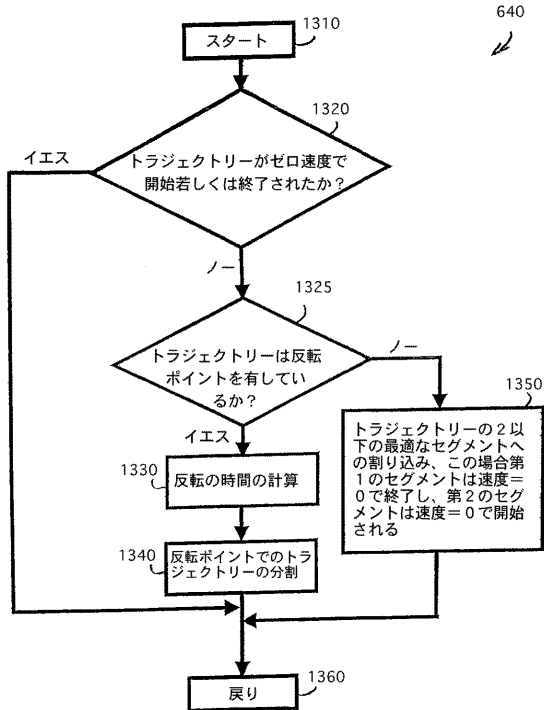 640
1310
スタート
1320
イエス
トラジェクトリーがゼロ速度で
開始若しくは終了されたか？
ノー
1325
トラジェクトリーは反転
ポイントを有してい
るか？
ノー
1350
イエス
トラジェクトリーの２以
下の最適なセグメントへ
の割り込み、この場合第
１のセグメントは速度＝
０で終了し、第２のセグ
メントは速度＝０で開始
される
1330
反転の時間の計算
1340
反転ポイントでのトラ
ジェクトリーの分割
戻り
1360